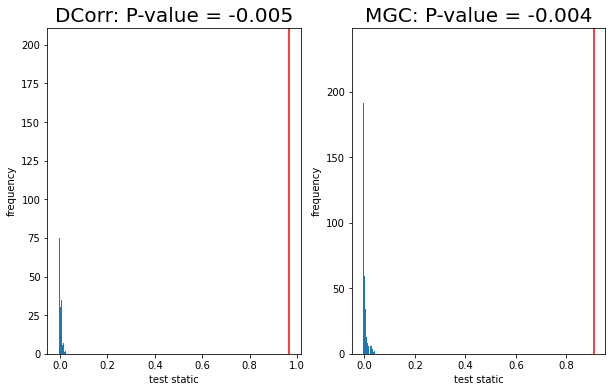 DCorr: P-value = -0.005
200
175
150
125
100
75
50
25
0
frequency
0.0 0.2 0.4 0.6 0.8 1.0
test static
MGC: P-value = -0.004
200
150
100
50
0
frequency
0.0 0.2 0.4 0.6 0.8
test static